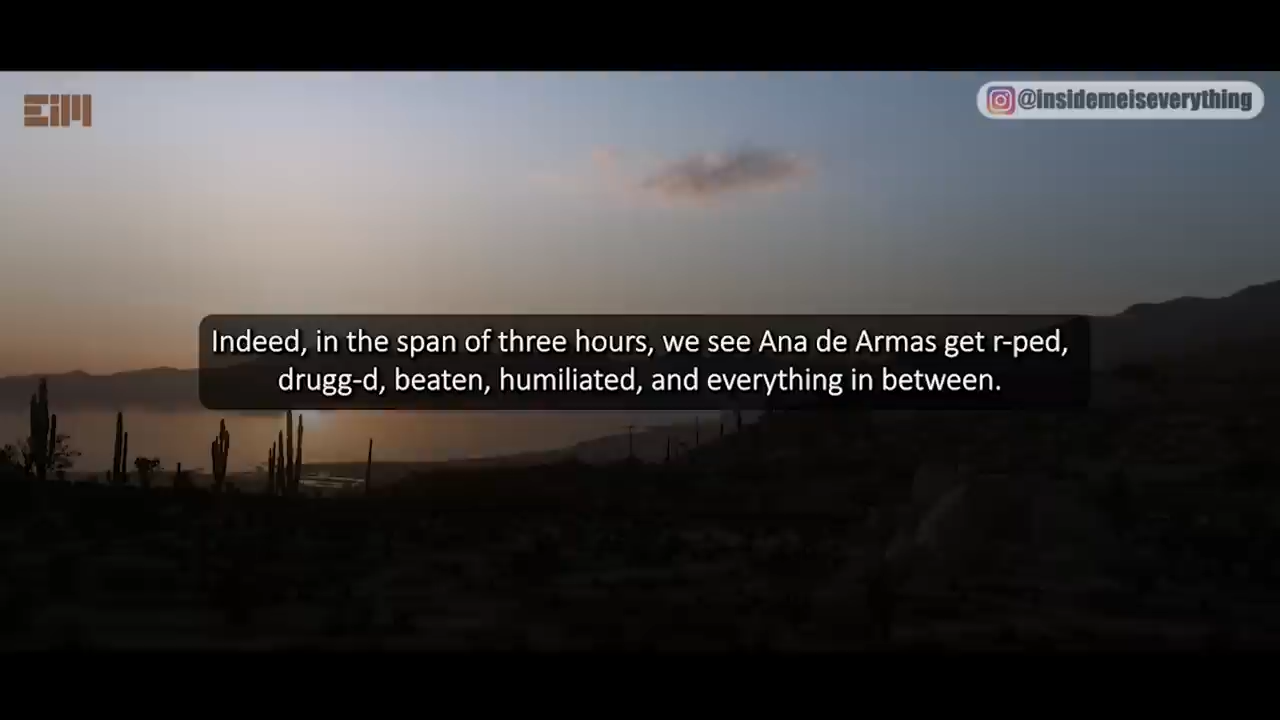 EiM
@insidemeiseverything
Indeed, in the span of three hours, we see Ana de Armas get r-ped,
drugg-d, beaten, humiliated, and everything in between.